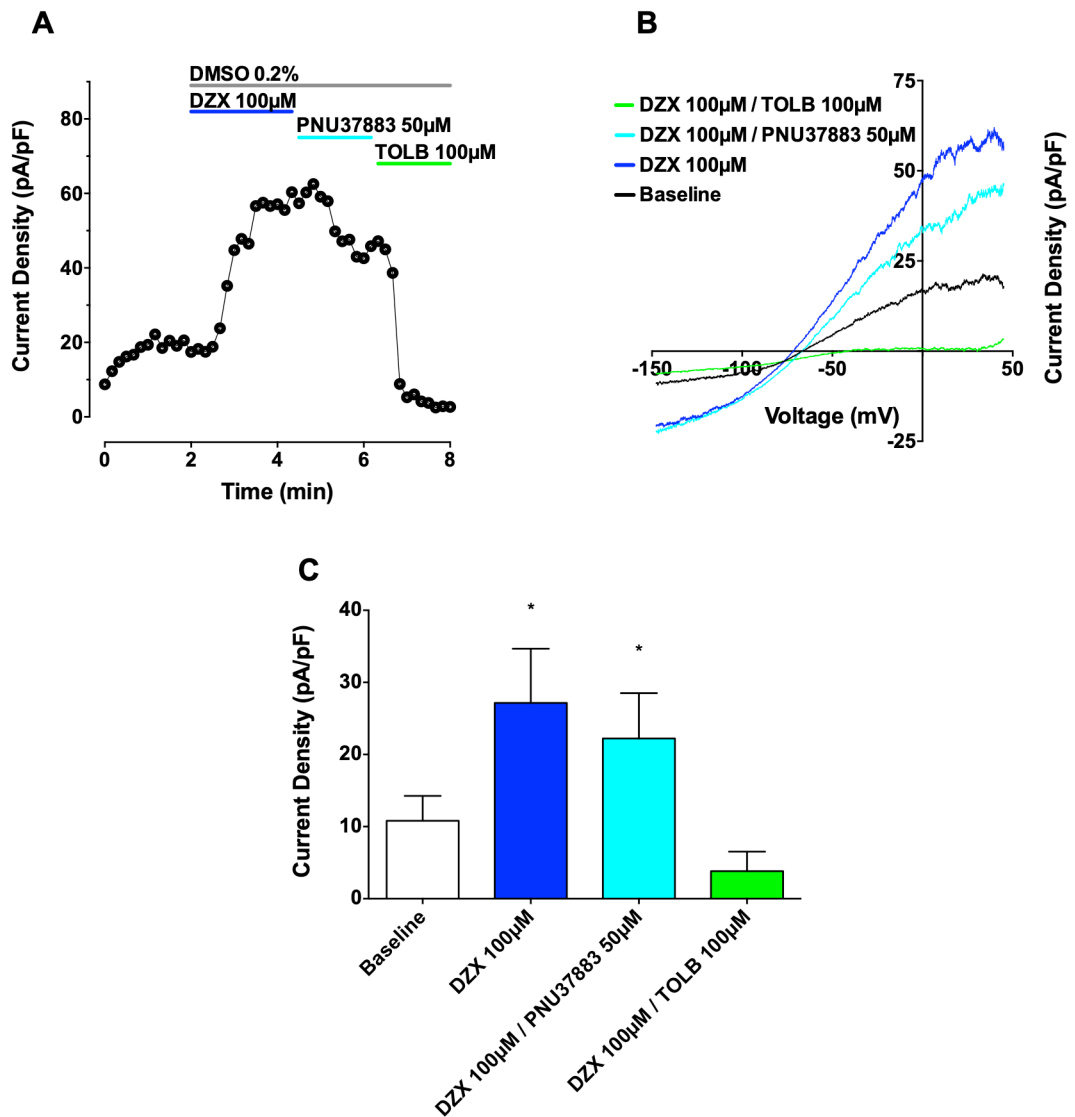 A
DMSO 0.2%
DZX 100µM
PNU37883 50µM
TOLB 100µM
Current Density (pA/pF)
80
60
40
20
0
0 2 4 6 8
Time (min)
B
DZX 100µM / TOLB 100µM
DZX 100µM / PNU37883 50µM
DZX 100µM
Baseline
75
50
25
-25
-150 -100 -50 50
Voltage (mV)
Current Density (pA/pF)
C
Current Density (pA/pF)
40
30
20
10
0
* *
Baseline
DZX 100µM
DZX 100µM / PNU37883 50µM
DZX 100µM / TOLB 100µM